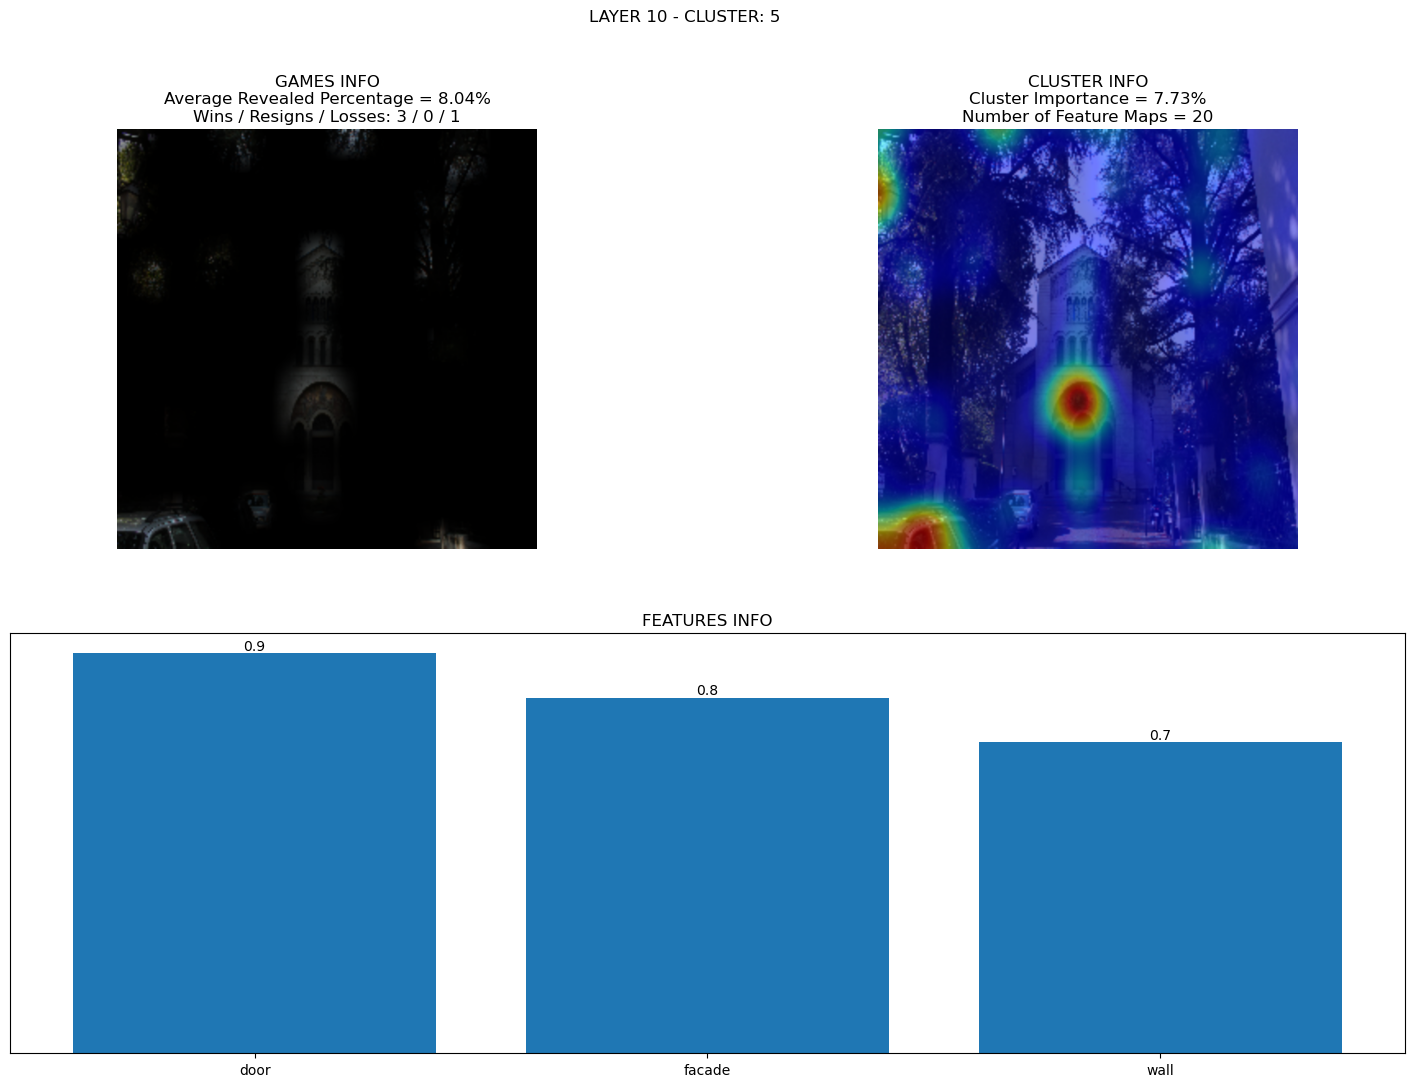 LAYER 10 - CLUSTER: 5
GAMES INFO
Average Revealed Percentage = 8.04%
Wins / Resigns / Losses: 3 / 0 / 1
CLUSTER INFO
Cluster Importance = 7.73%
Number of Feature Maps = 20
FEATURES INFO
0.9
0.8
0.7
door
facade
wall